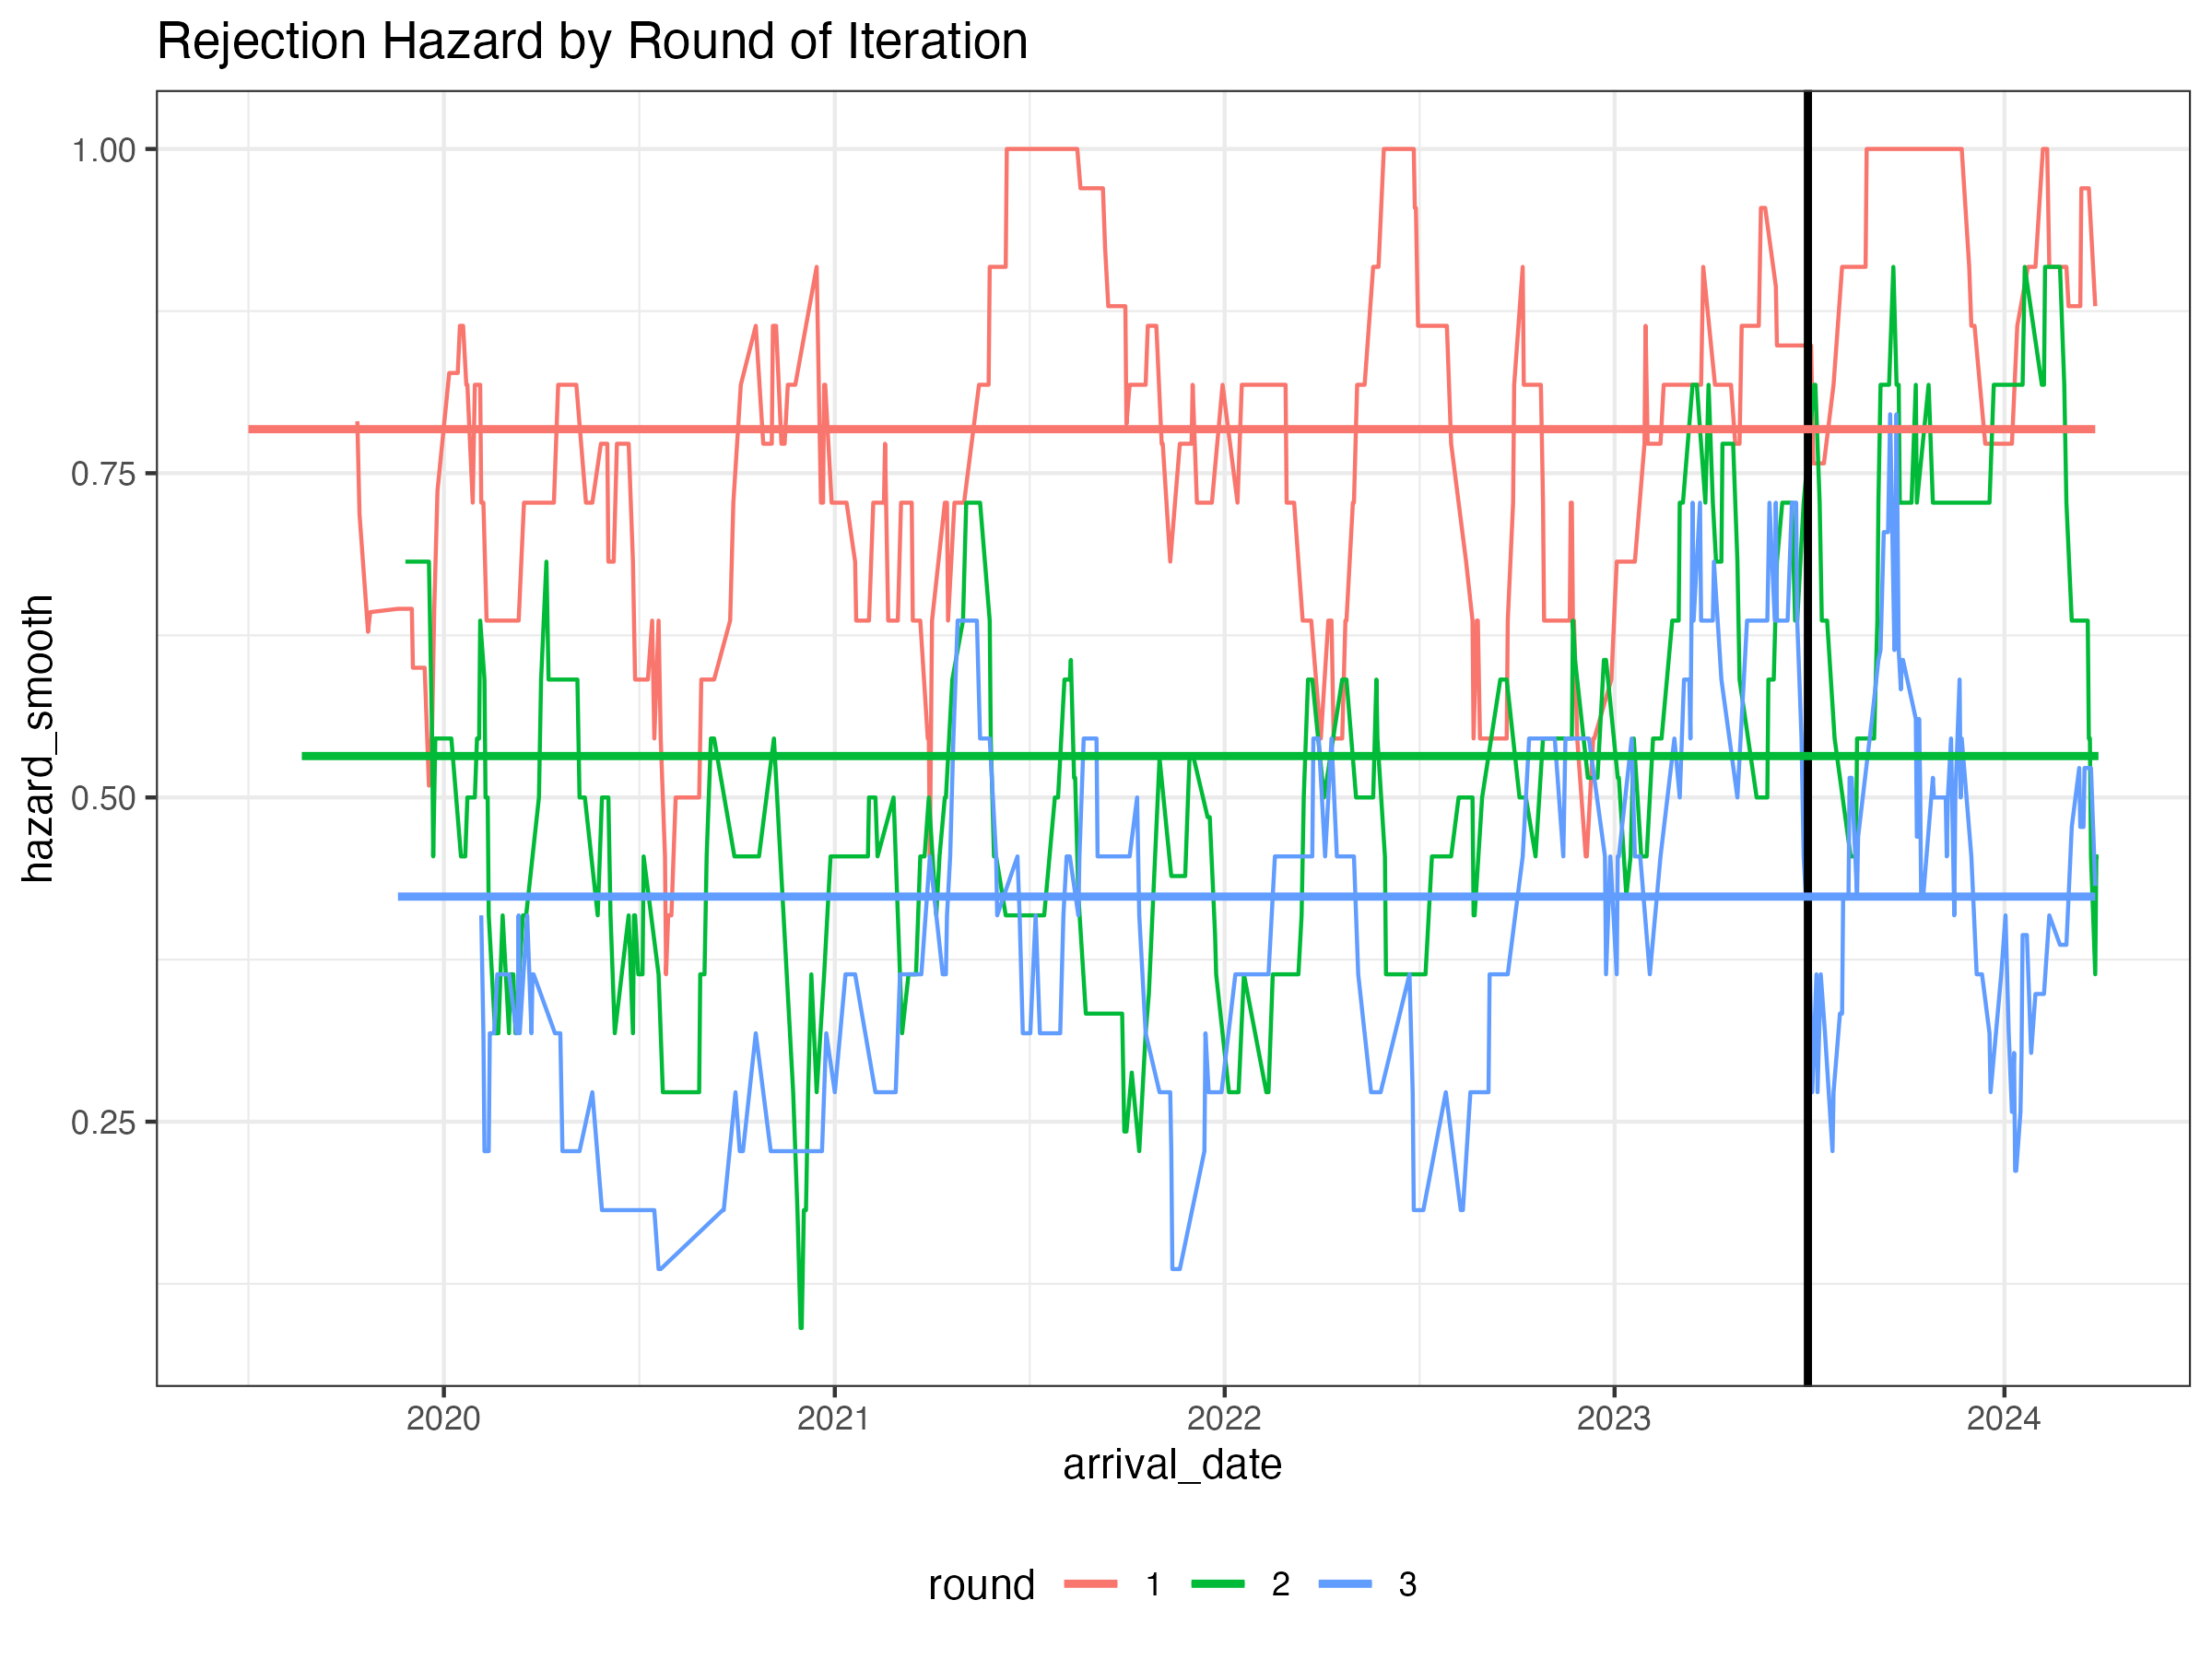 Rejection Hazard by Round of Iteration
hazard_smooth
1.00
0.75
0.50
0.25
2020 2021 2022 2023 2024
arrival_date
round 1 2 3